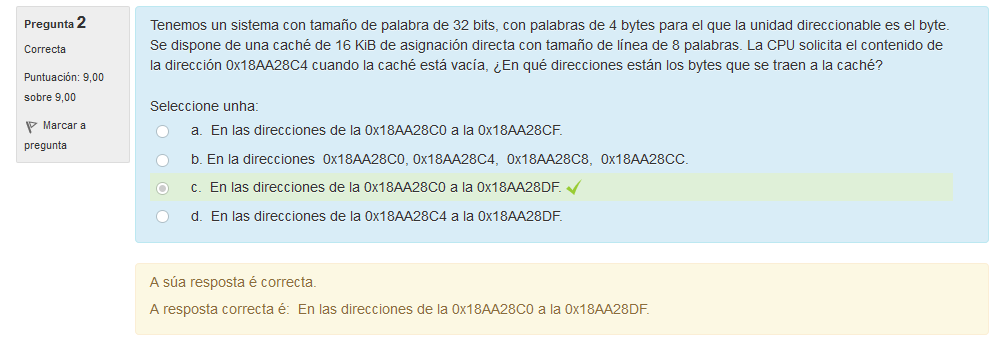 Pregunta 2
Correcta
Puntuación: 9,00
sobre 9,00
Marcar a
pregunta
Tenemos un sistema con tamaño de palabra de 32 bits, con palabras de 4 bytes para el que la unidad direccionable es el byte.
Se dispone de una caché de 16 KiB de asignación directa con tamaño de línea de 8 palabras. La CPU solicita el contenido de
la dirección 0x18AA28C4 cuando la caché está vacía, ¿En qué direcciones están los bytes que se traen a la caché?
Seleccione unha:
a. En las direcciones de la 0x18AA28C0 a la 0x18AA28CF.
b. En la direcciones 0x18AA28C0, 0x18AA28C4, 0x18AA28C8, 0x18AA28CC.
c. En las direcciones de la 0x18AA28C0 a la 0x18AA28DF.
d. En las direcciones de la 0x18AA28C4 a la 0x18AA28DF.
A súa resposta é correcta.
A resposta correcta é: En las direcciones de la 0x18AA28C0 a la 0x18AA28DF.